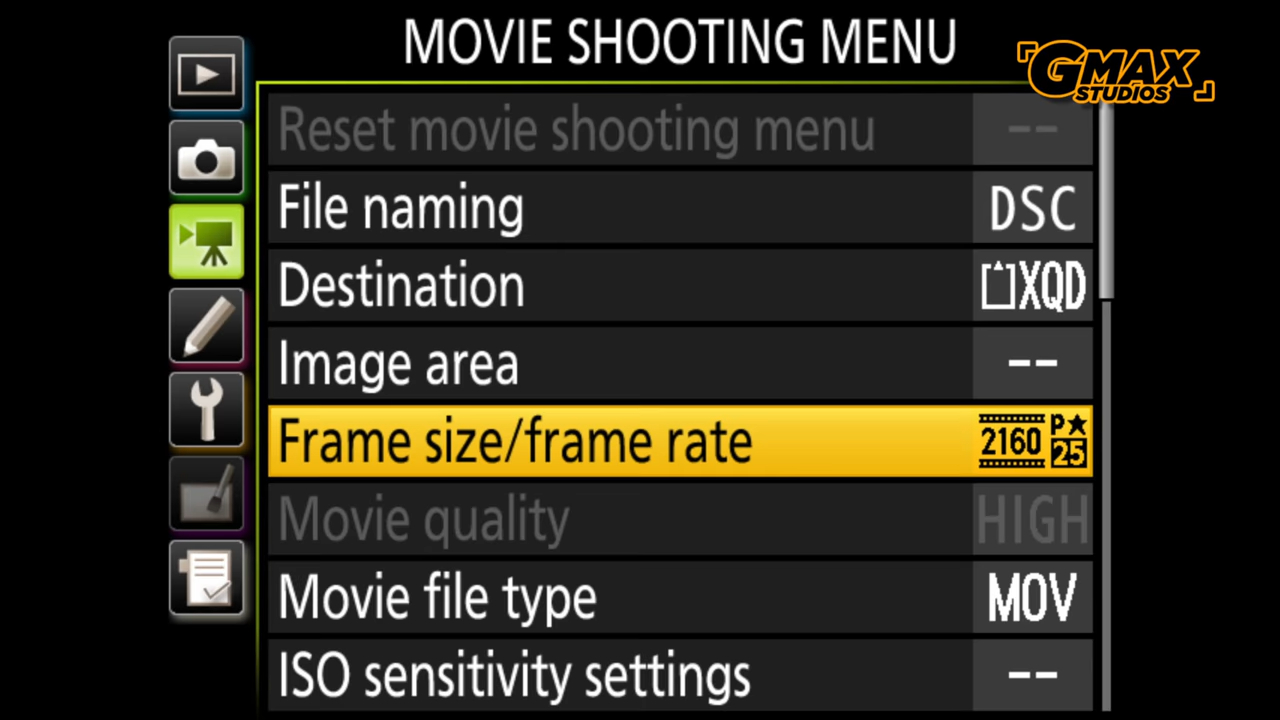 MOVIE SHOOTING MENU
GMAX
STUDIOS
Reset movie shooting menu --
File naming DSC
Destination XQD
Image area --
Frame size/frame rate 2160 P★ 25
Movie quality HIGH
Movie file type MOV
ISO sensitivity settings --